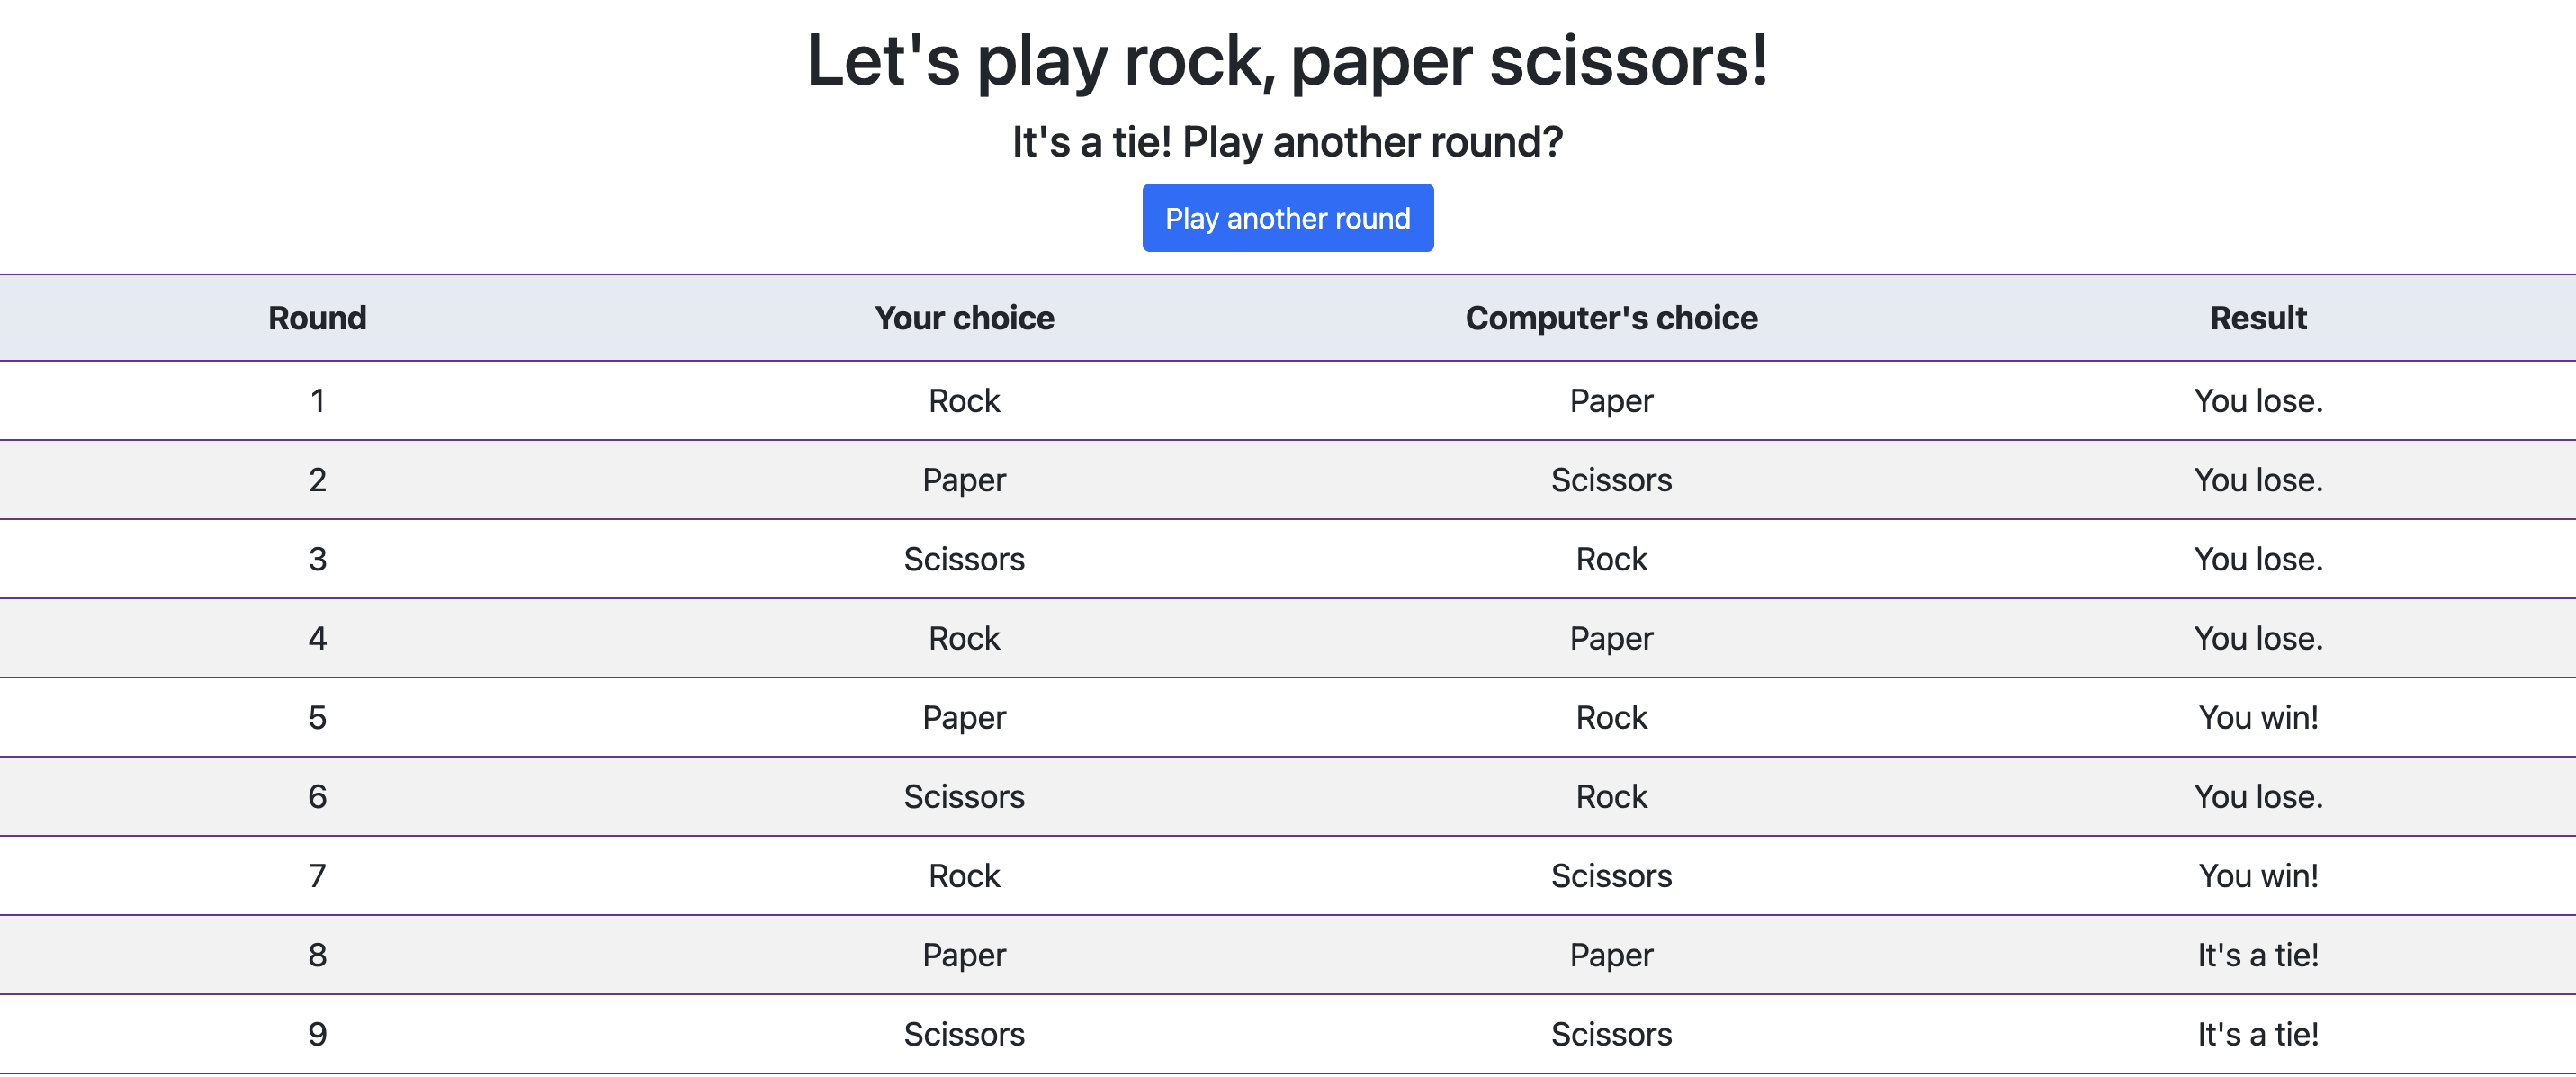 Let's play rock, paper scissors!
It's a tie! Play another round?
Play another round
Round Your choice Computer's choice Result
1 Rock Paper You lose.
2 Paper Scissors You lose.
3 Scissors Rock You lose.
4 Rock Paper You lose.
5 Paper Rock You win!
6 Scissors Rock You lose.
7 Rock Scissors You win!
8 Paper Paper It's a tie!
9 Scissors Scissors It's a tie!